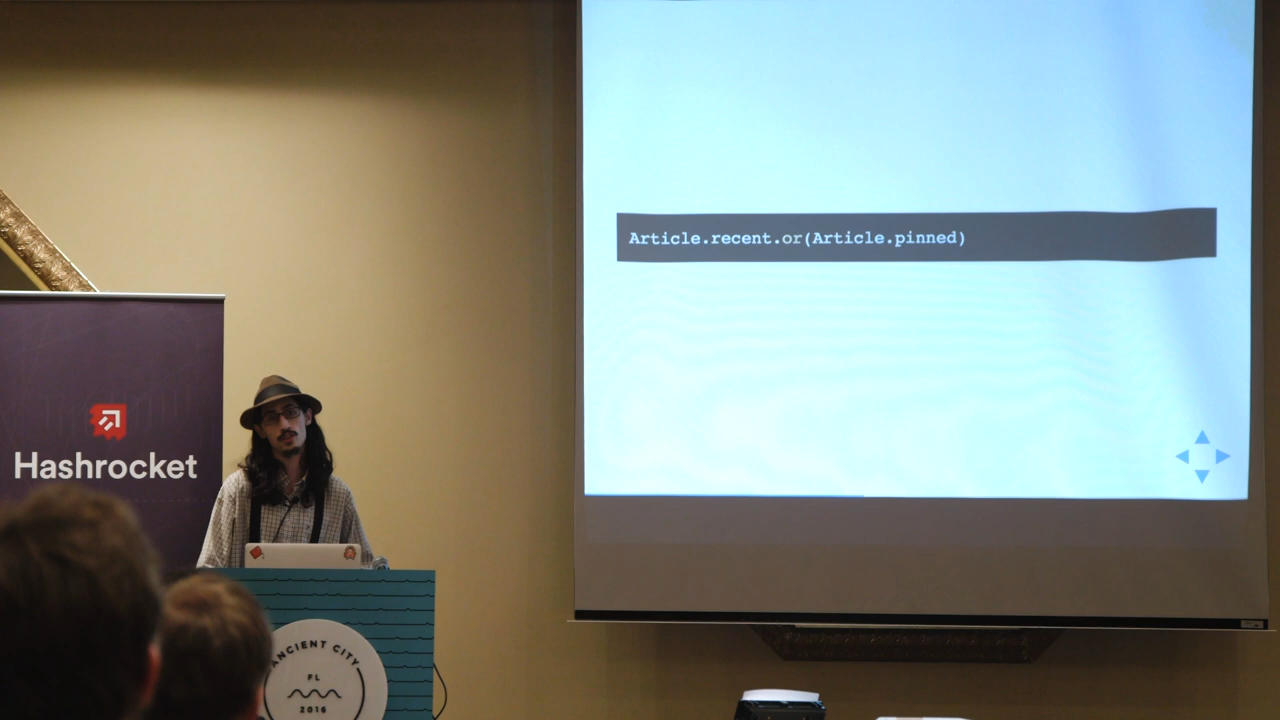 Article.recent.or(Article.pinned)
Hashrocket
ANCIENT CITY
FL
2016